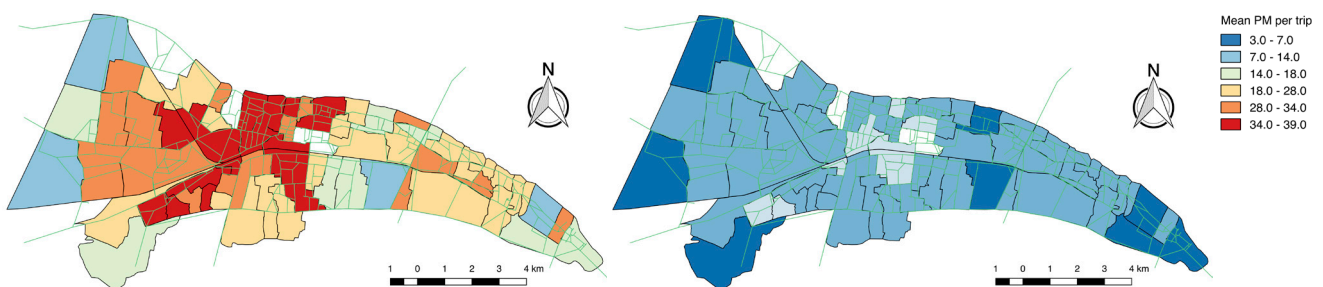 Mean PM per trip
3.0 - 7.0
7.0 - 14.0
14.0 - 18.0
18.0 - 28.0
28.0 - 34.0
34.0 - 39.0
N
N
1 0 1 2 3 4 km
1 0 1 2 3 4 km